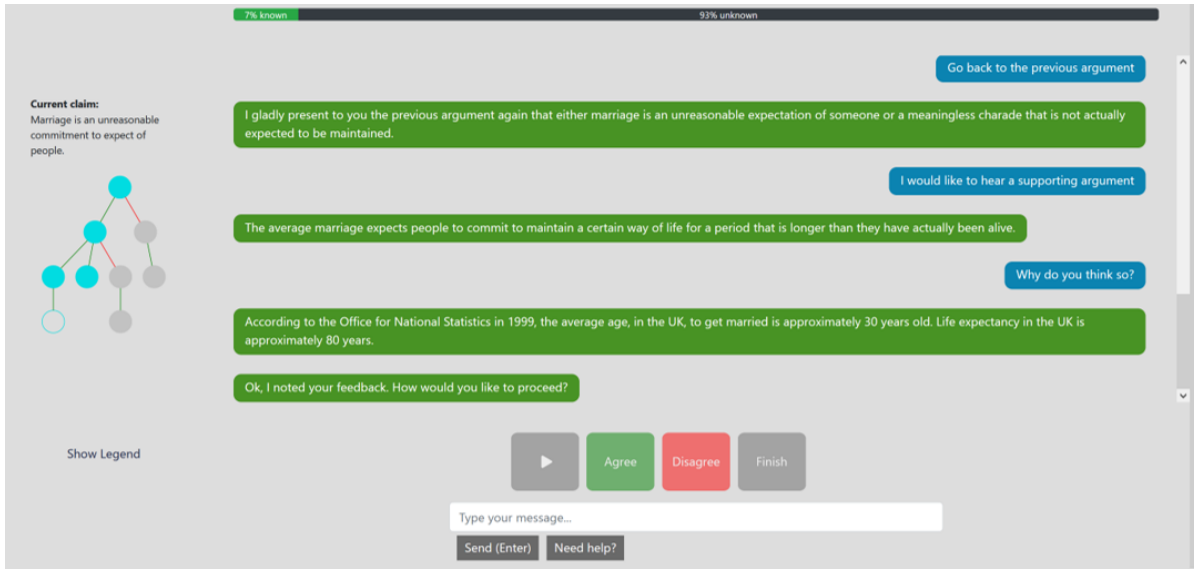 7% known
93% unknown
Go back to the previous argument
Current claim:
Marriage is an unreasonable
commitment to expect of
people.
I gladly present to you the previous argument again that either marriage is an unreasonable expectation of someone or a meaningless charade that is not actually
expected to be maintained.
I would like to hear a supporting argument
The average marriage expects people to commit to maintain a certain way of life for a period that is longer than they have actually been alive.
Why do you think so?
According to the Office for National Statistics in 1999, the average age, in the UK, to get married is approximately 30 years old. Life expectancy in the UK is
approximately 80 years.
Ok, I noted your feedback. How would you like to proceed?
Show Legend
Agree
Disagree
Finish
Type your message...
Send (Enter)
Need help?